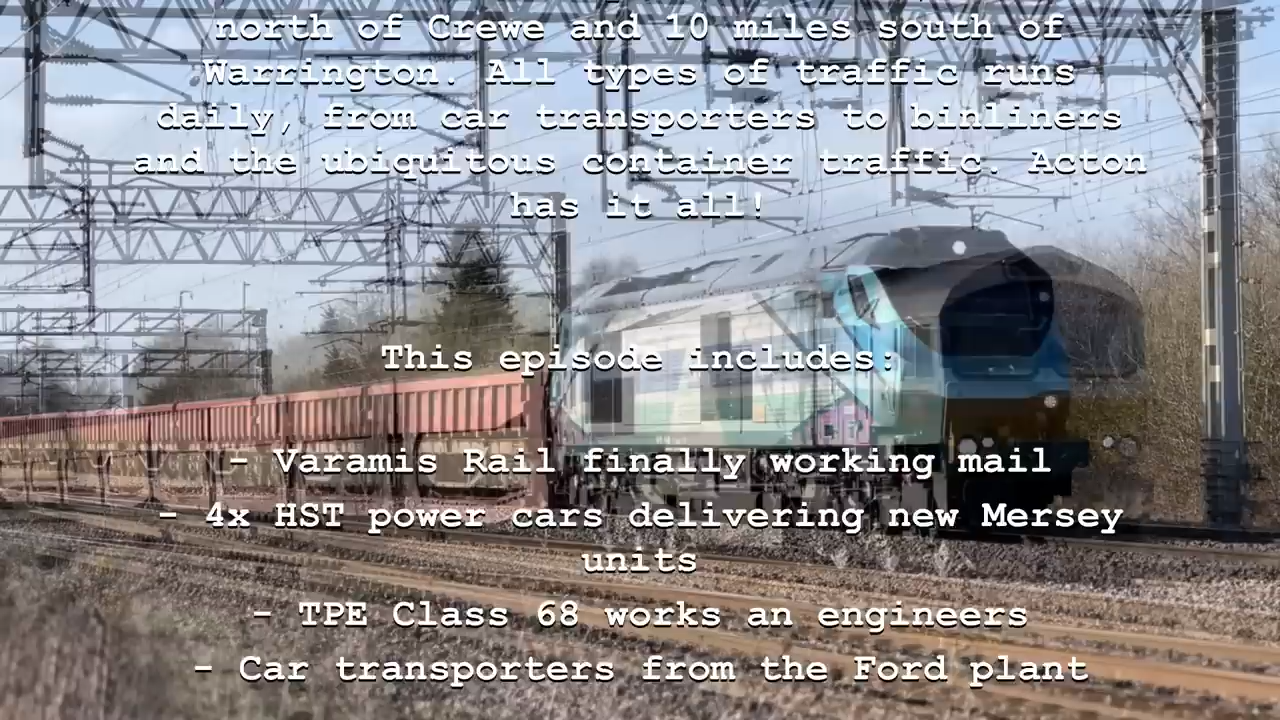 north of Crewe and 10 miles south of
Warrington. All types of traffic runs
daily, from car transporters to binliners
and the ubiquitous container traffic. Acton
has it all!
This episode includes:
- Varamis Rail finally working mail
- 4x HST power cars delivering new Mersey
units
- TPE Class 68 works an engineers
- Car transporters from the Ford plant